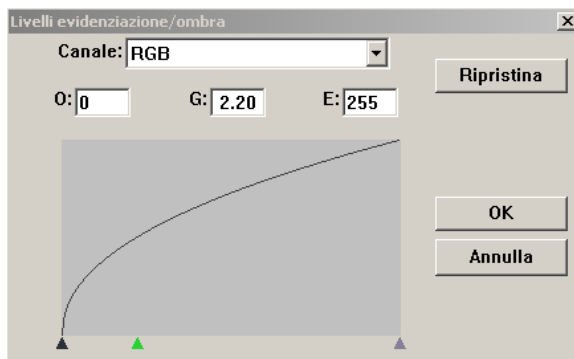 Livelli evidenziazione/ombra
Canale: RGB
Ripristina
O: 0 G: 2.20 E: 255
OK
Annulla